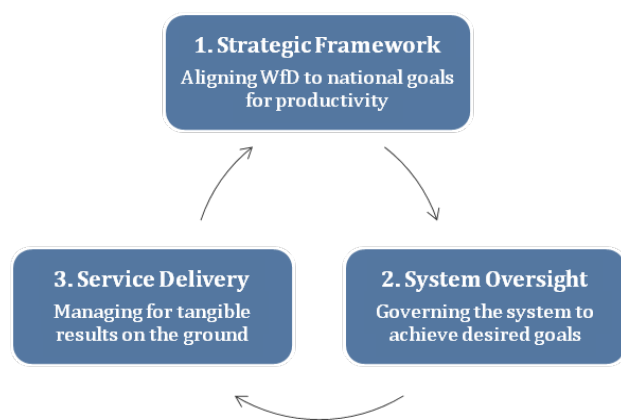 1. Strategic Framework
Aligning WfD to national goals
for productivity
3. Service Delivery
Managing for tangible
results on the ground
2. System Oversight
Governing the system to
achieve desired goals